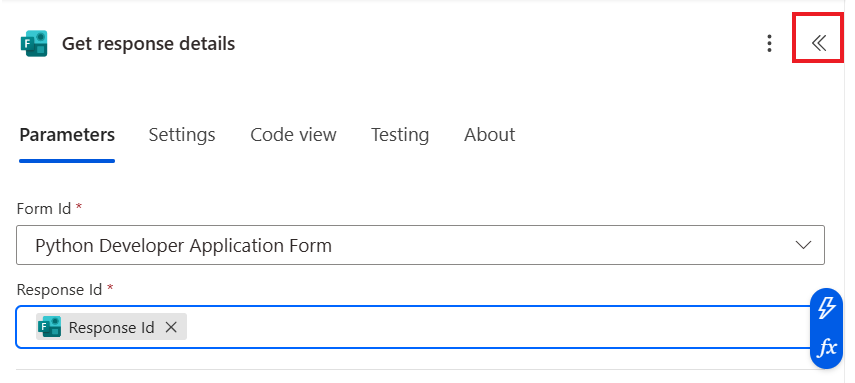 Get response details
Parameters Settings Code view Testing About
Form Id *
Python Developer Application Form
Response Id *
Response Id
fx